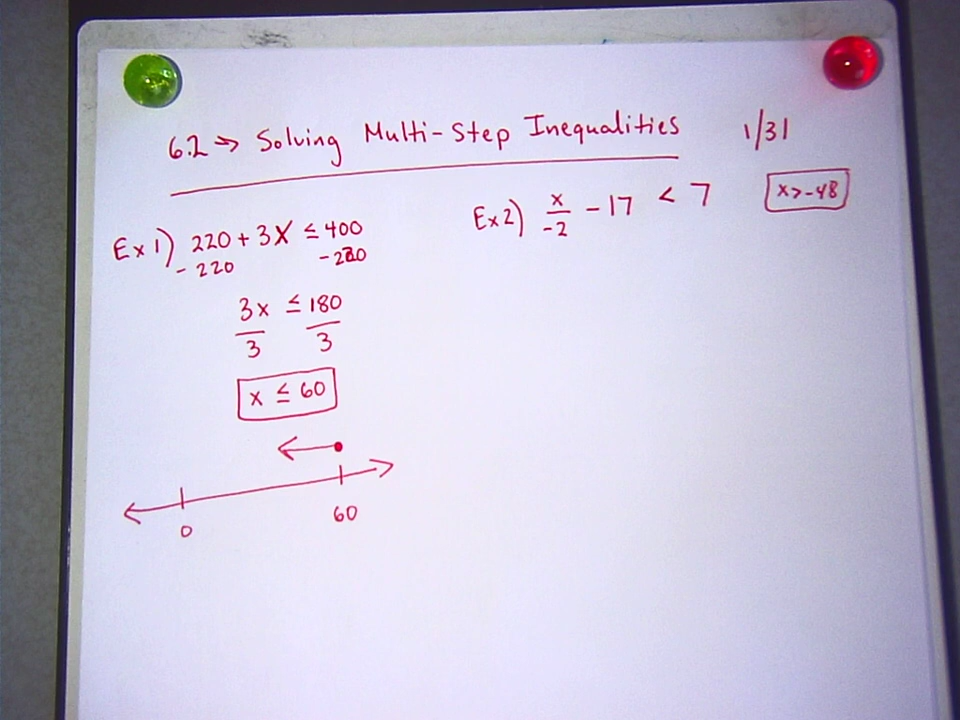 6.2 → Solving Multi-Step Inequalities 1/31
Ex 1) 220 + 3x ≤ 400
- 220 - 220
3x ≤ 180
3 3
x ≤ 60
0 60
Ex 2) x/-2 - 17 < 7
x > -48